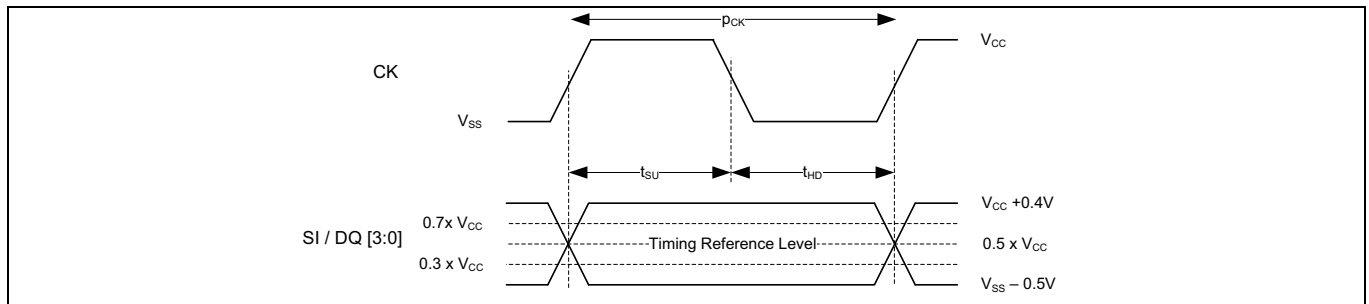 pCK
VCC
CK
VSS
tSU
tHD
VCC +0.4V
0.7x VCC
SI / DQ [3:0]
Timing Reference Level
0.5 x VCC
0.3 x VCC
VSS – 0.5V